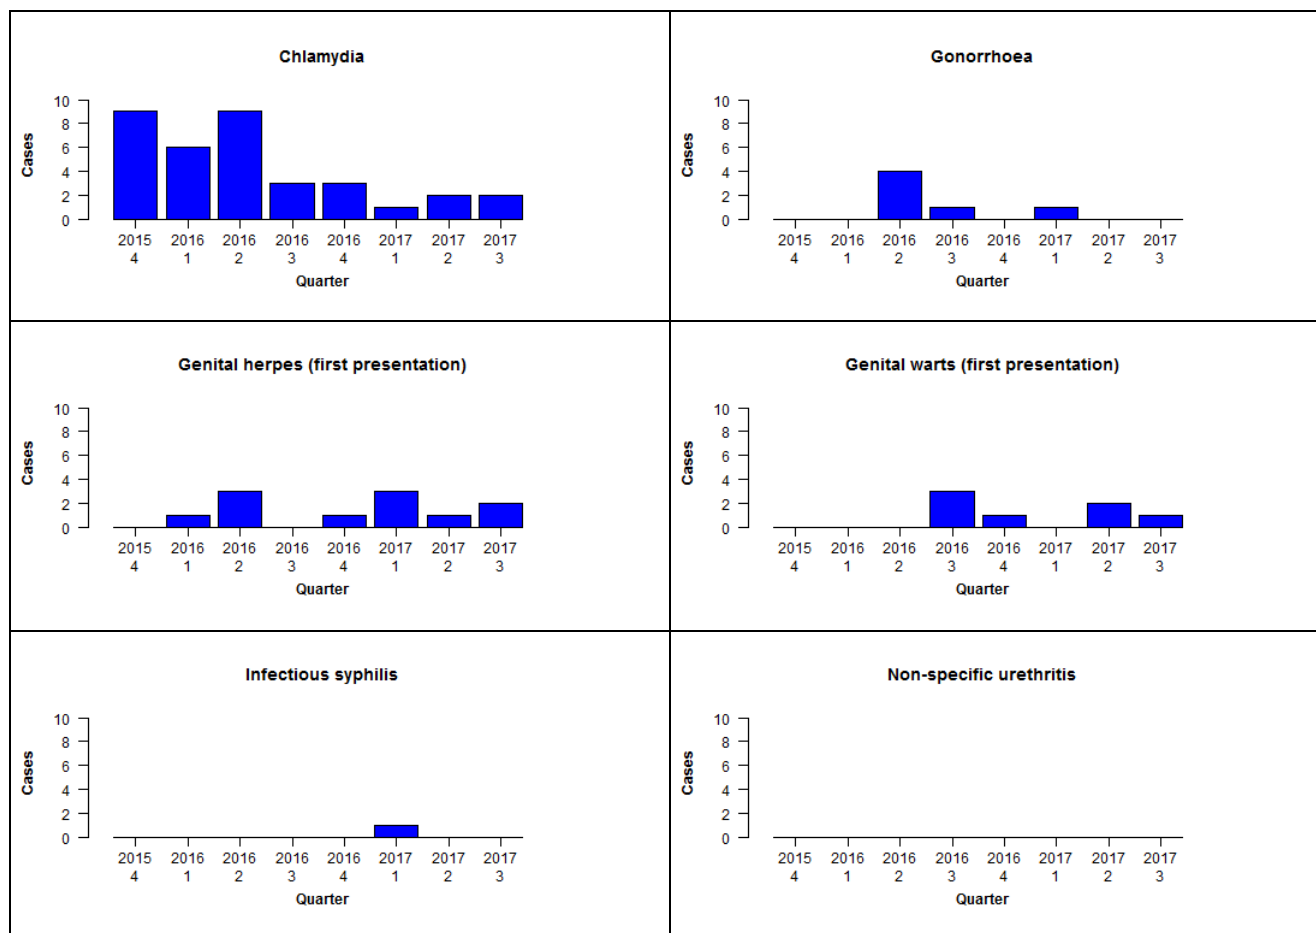 Chlamydia
Cases
10
8
6
4
2
0
2015 2016 2016 2016 2016 2017 2017 2017
4 1 2 3 4 1 2 3
Quarter
Gonorrhoea
Cases
10
8
6
4
2
0
2015 2016 2016 2016 2016 2017 2017 2017
4 1 2 3 4 1 2 3
Quarter
Genital herpes (first presentation)
Cases
10
8
6
4
2
0
2015 2016 2016 2016 2016 2017 2017 2017
4 1 2 3 4 1 2 3
Quarter
Genital warts (first presentation)
Cases
10
8
6
4
2
0
2015 2016 2016 2016 2016 2017 2017 2017
4 1 2 3 4 1 2 3
Quarter
Infectious syphilis
Cases
10
8
6
4
2
0
2015 2016 2016 2016 2016 2017 2017 2017
4 1 2 3 4 1 2 3
Quarter
Non-specific urethritis
Cases
10
8
6
4
2
0
2015 2016 2016 2016 2016 2017 2017 2017
4 1 2 3 4 1 2 3
Quarter